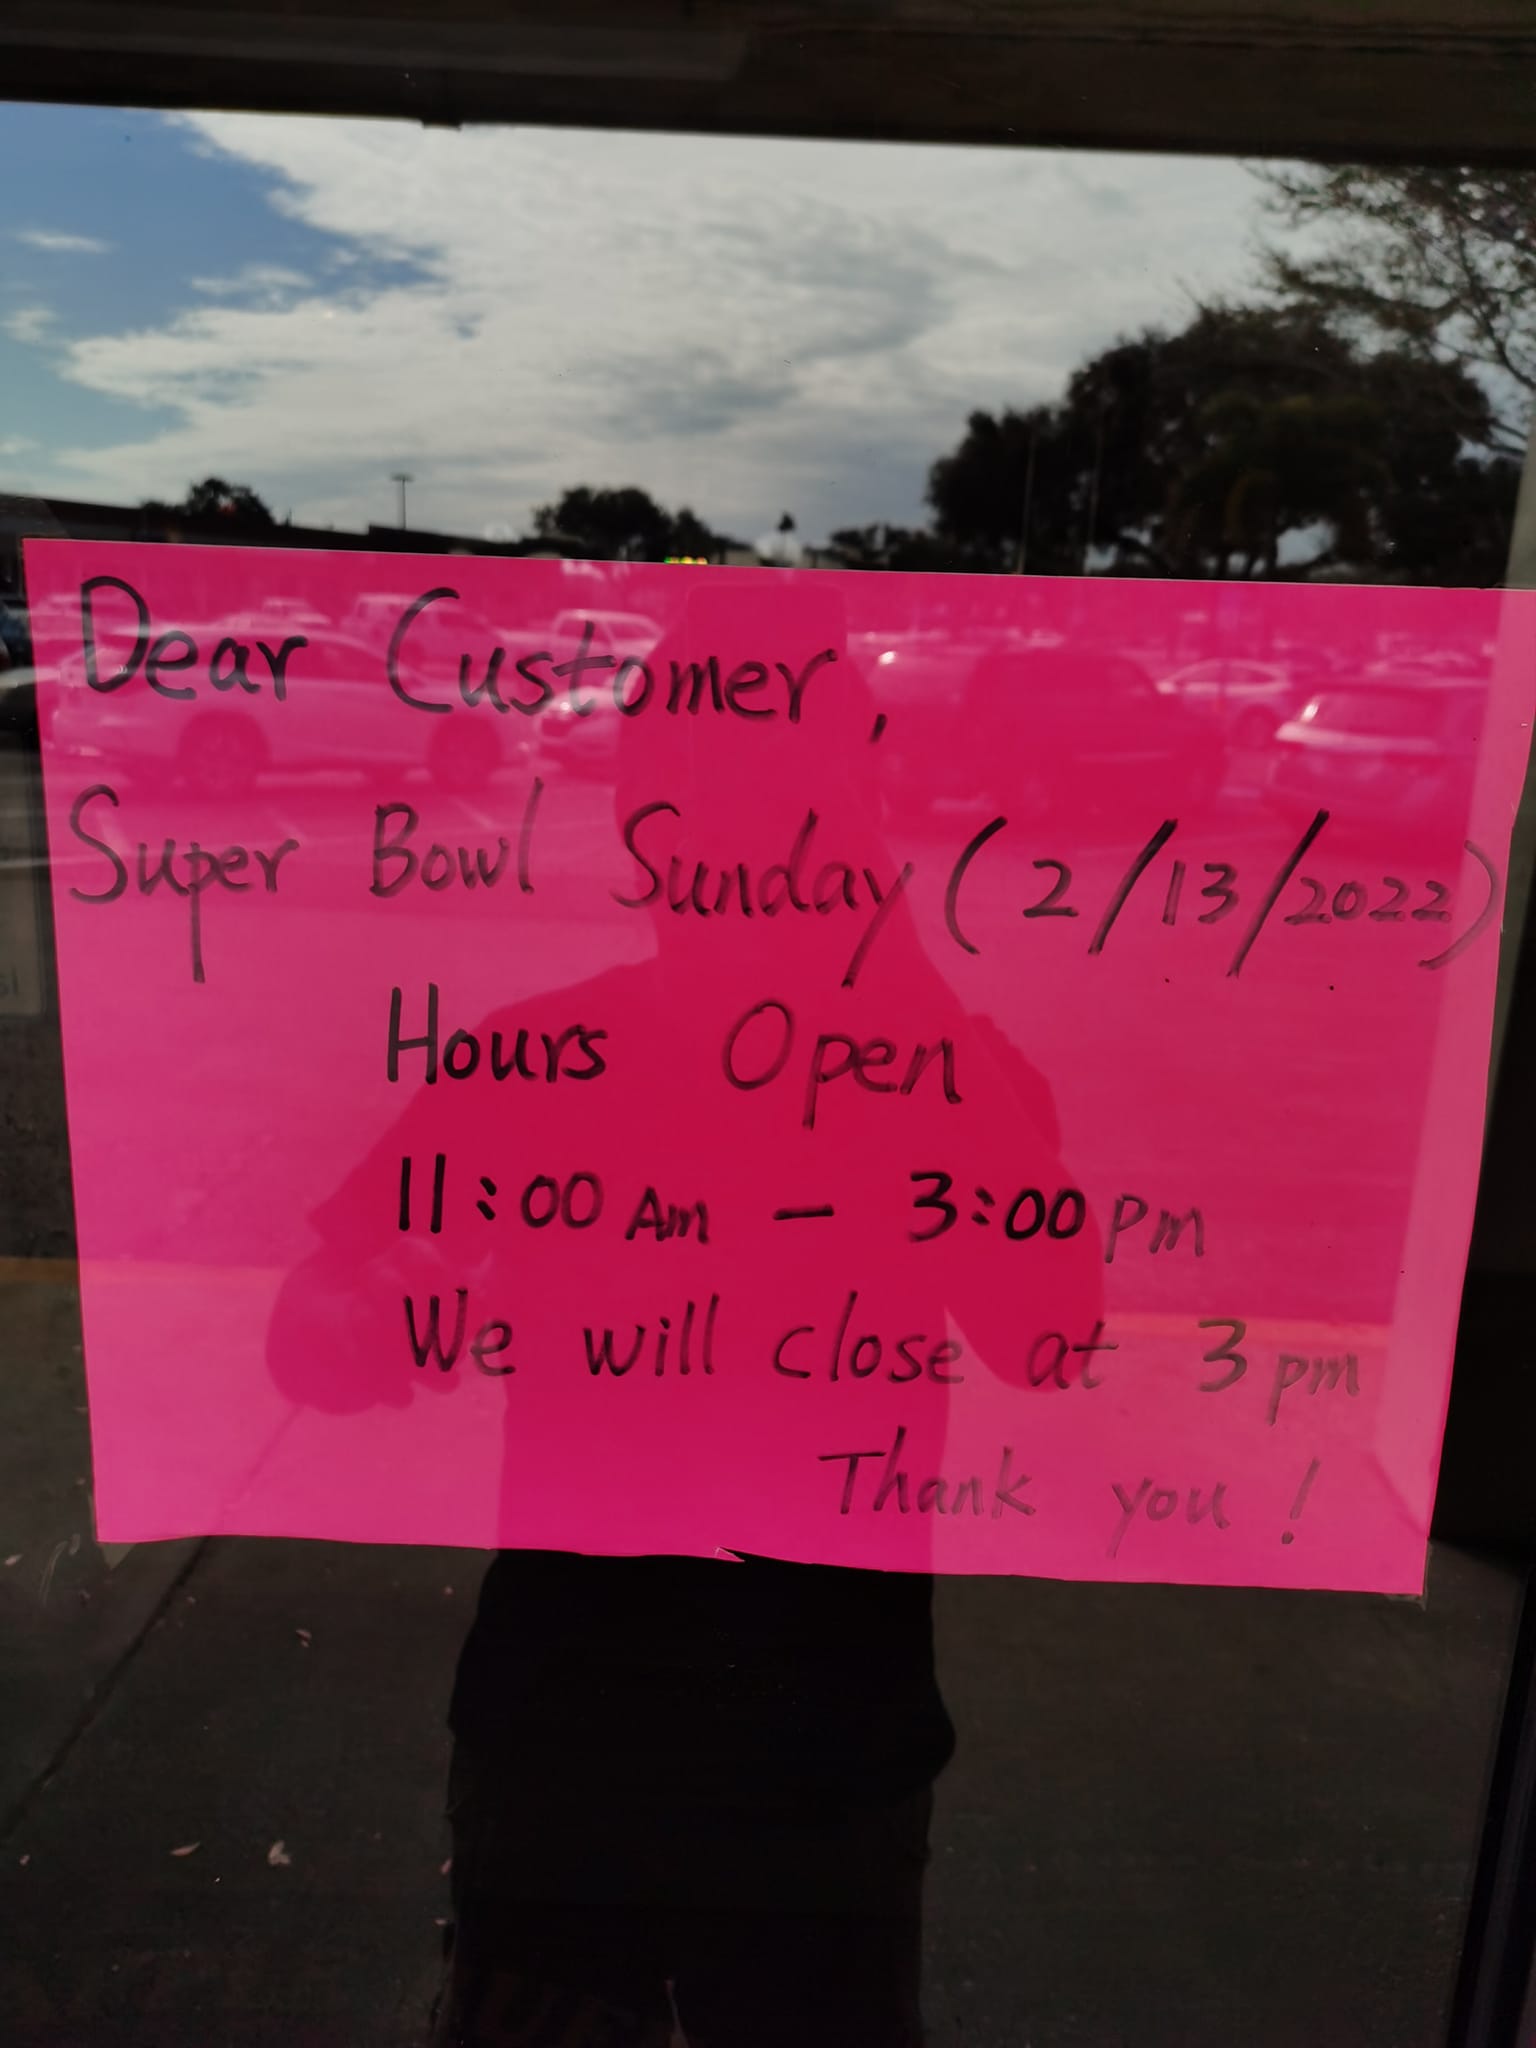 Dear Customer,
Super Bowl Sunday (2/13/2022)
Hours Open
11:00 Am - 3:00 pm
We will close at 3 pm
Thank you!